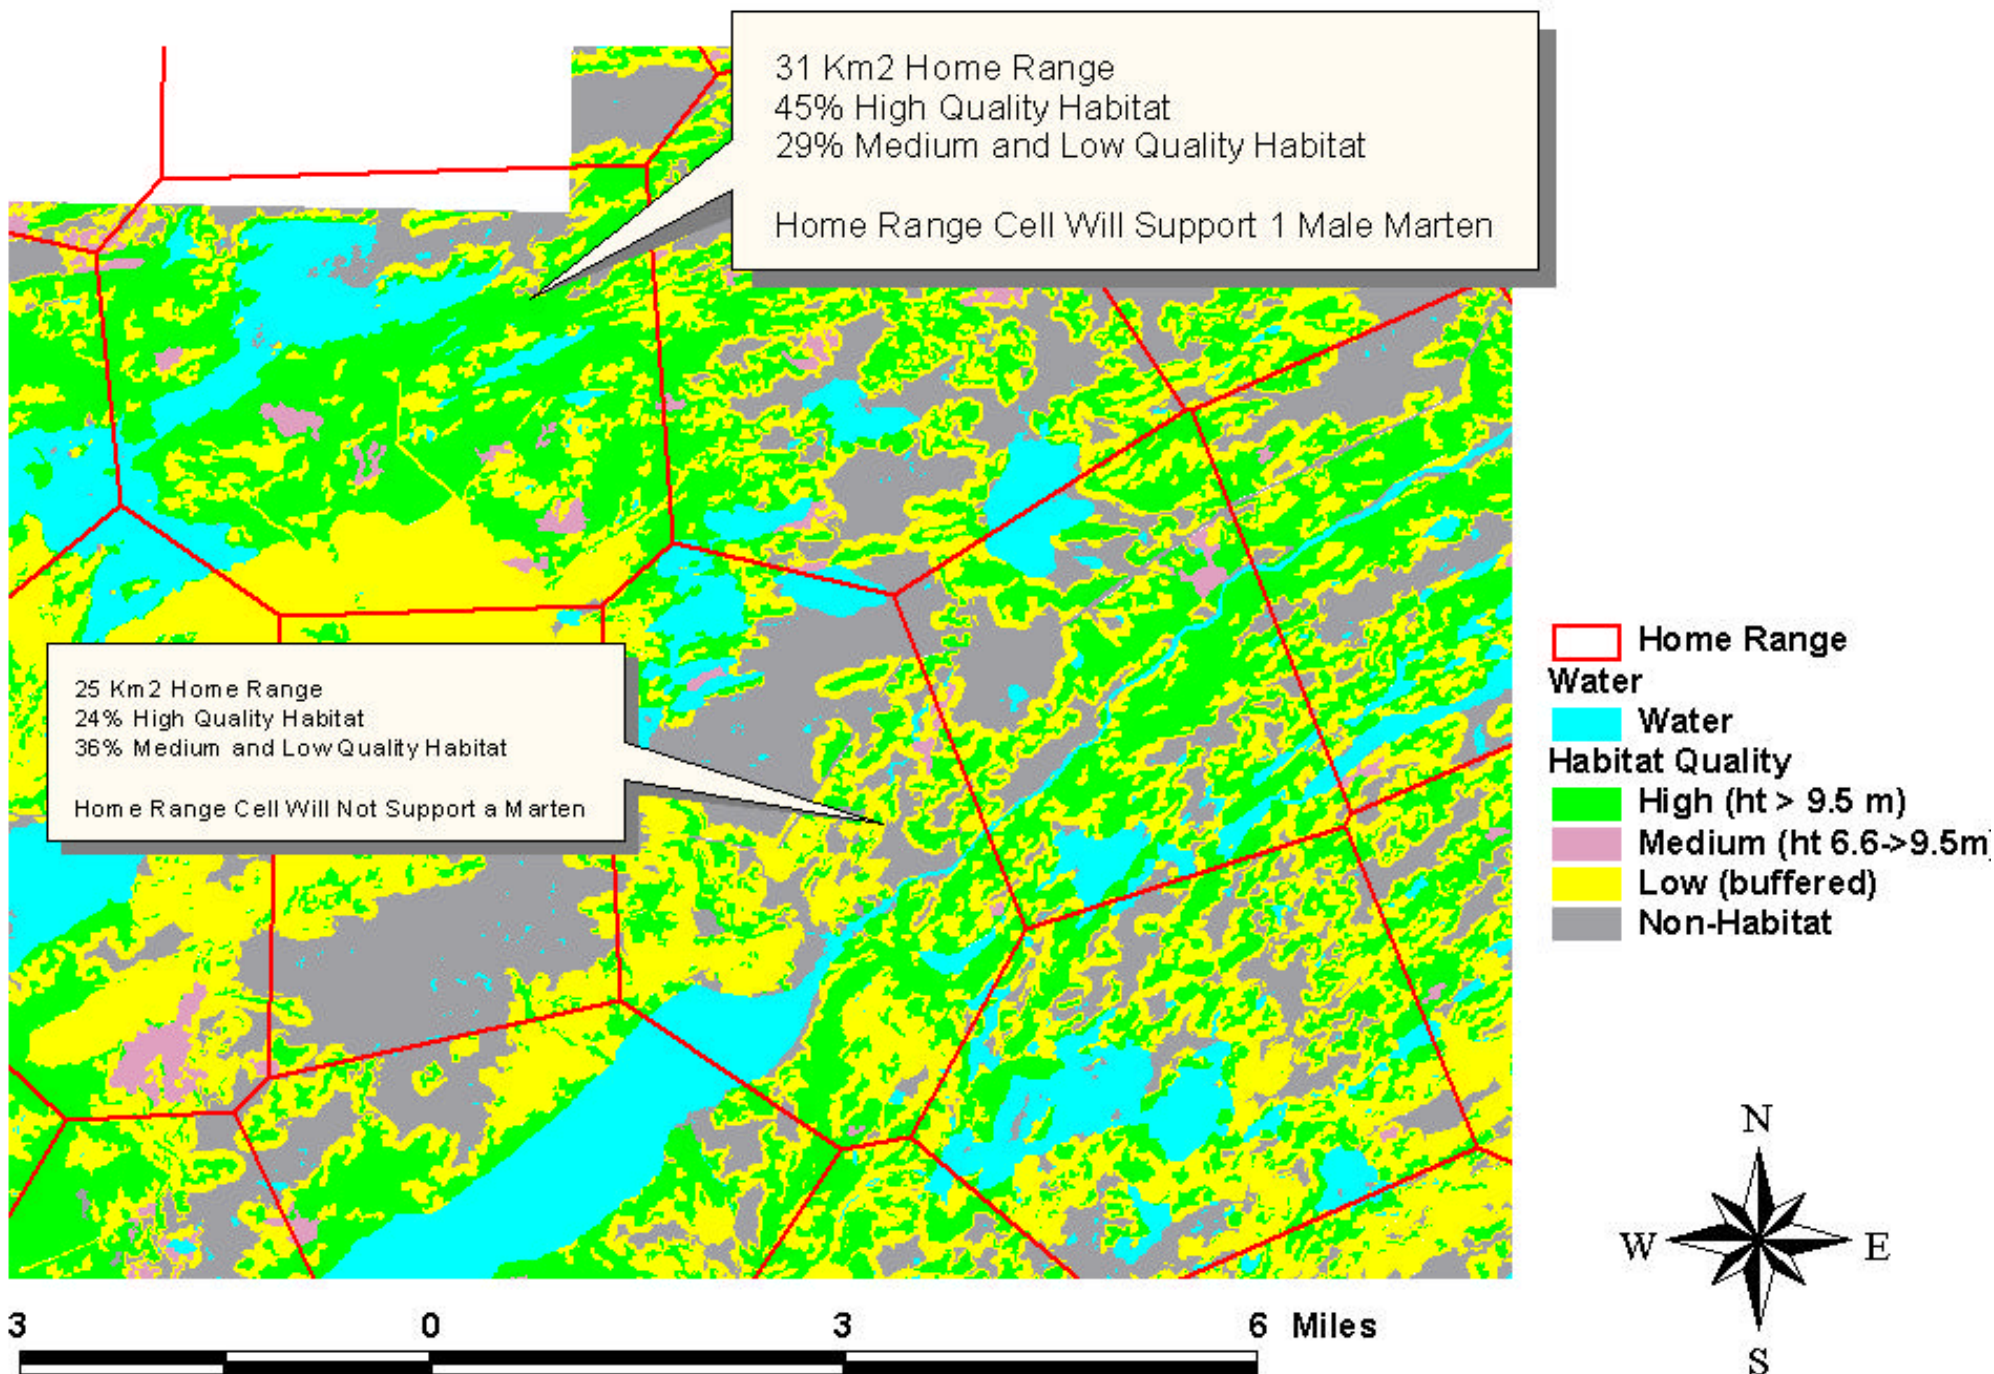 31 Km2 Home Range
45% High Quality Habitat
29% Medium and Low Quality Habitat
Home Range Cell Will Support 1 Male Marten
25 Km2 Home Range
24% High Quality Habitat
36% Medium and Low Quality Habitat
Home Range Cell Will Not Support a Marten
Home Range
Water
Water
Habitat Quality
High (ht > 9.5 m)
Medium (ht 6.6->9.5m)
Low (buffered)
Non-Habitat
N
W E
S
3 0 3 6 Miles